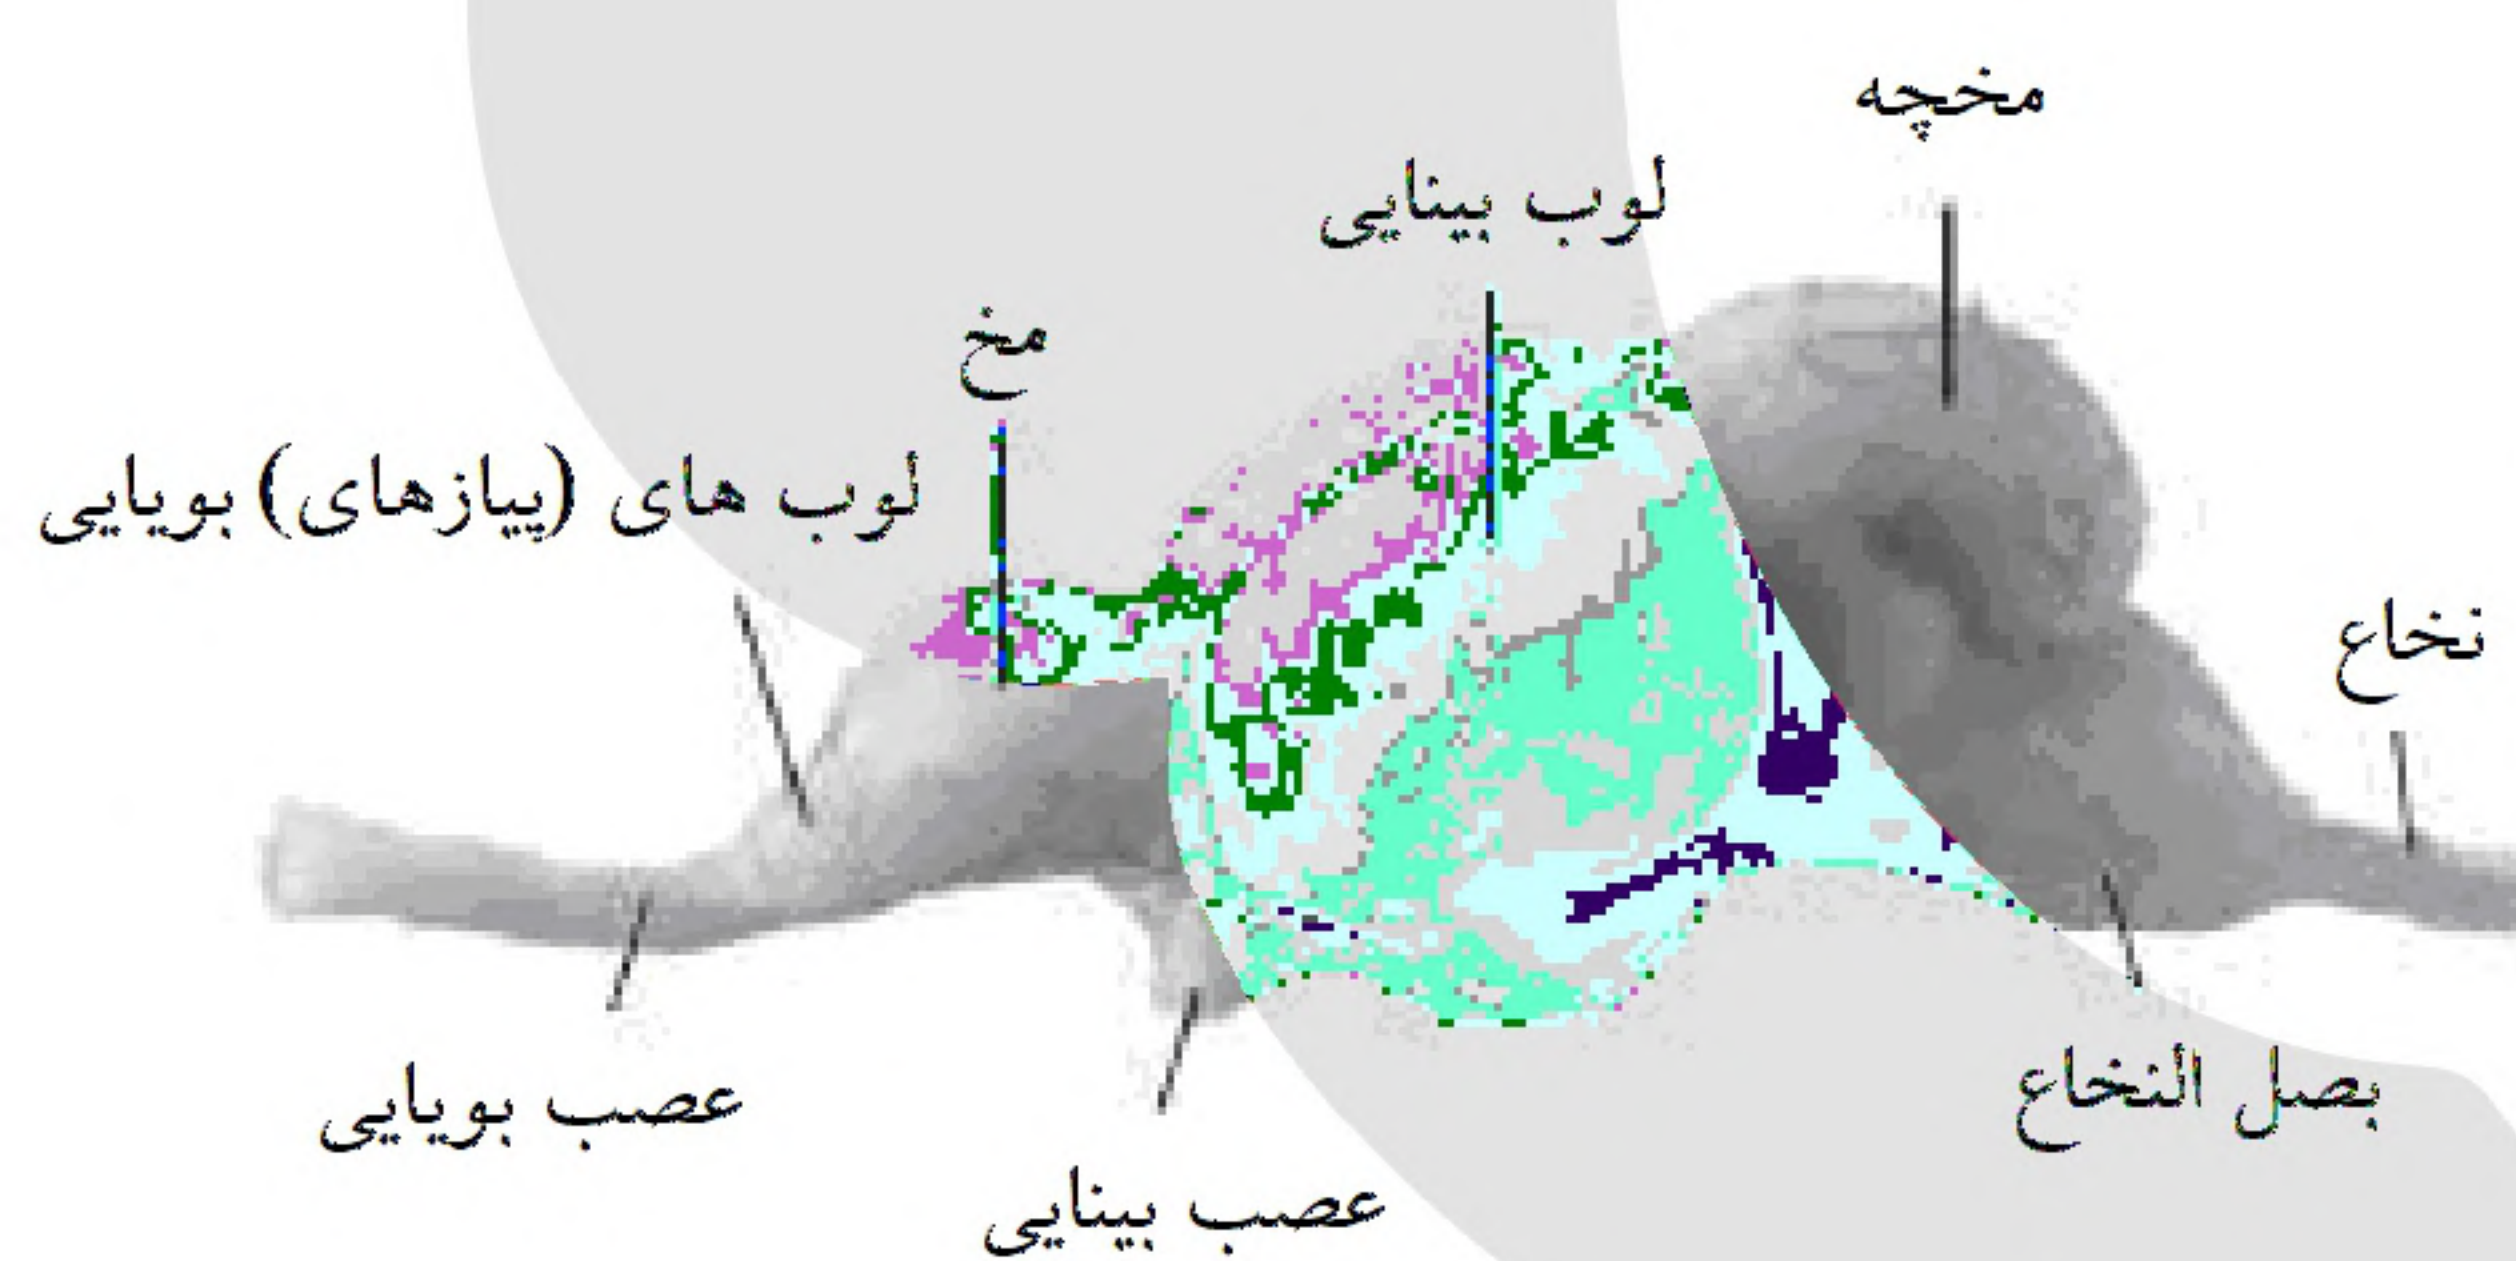 مخچه
لوب بینایی
مخ
لوب های (پیازهای) بویایی
نخاع
عصب بویایی
بصل النخاع
عصب بینایی